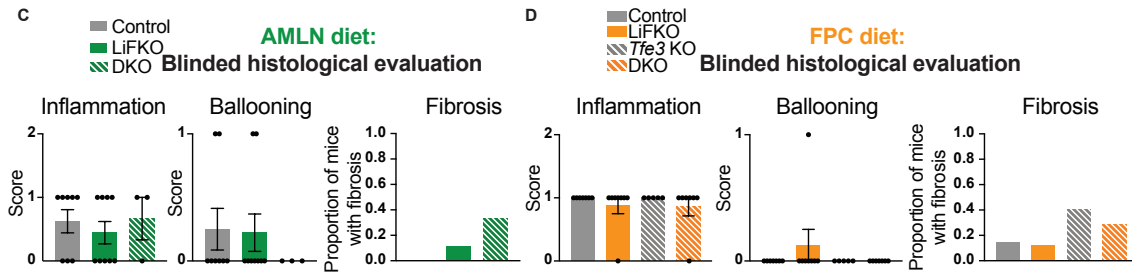 C
Control
LiFKO
DKO
AMLN diet:
Blinded histological evaluation
Inflammation
Ballooning
Fibrosis
Score
2
1
0
Score
1
0
Proportion of mice
with fibrosis
1.0
0.8
0.6
0.4
0.2
0
D
Control
LiFKO
Tfe3 KO
DKO
FPC diet:
Blinded histological evaluation
Inflammation
Ballooning
Fibrosis
Score
2
1
0
Score
1
0
Proportion of mice
with fibrosis
1.0
0.8
0.6
0.4
0.2
0